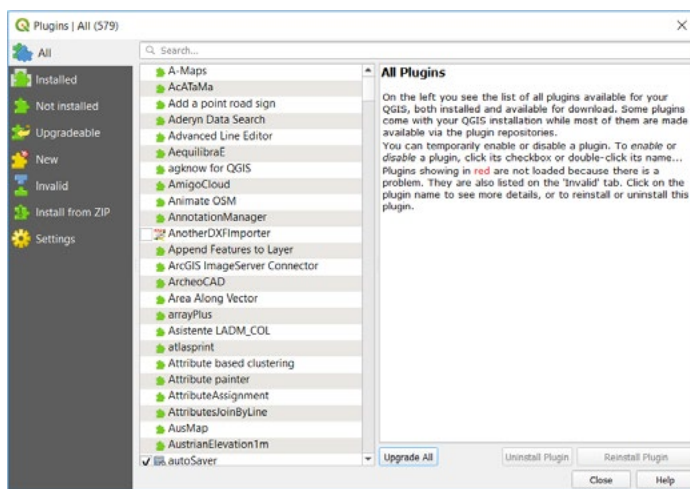 Plugins | All (579)
All
Installed
Not installed
Upgradeable
New
Invalid
Install from ZIP
Settings
Search...
A-Maps
AcATaMa
Add a point road sign
Aderyn Data Search
Advanced Line Editor
AequilibraE
agknow for QGIS
AmigoCloud
Animate OSM
AnnotationManager
AnotherDXFImporter
Append Features to Layer
ArcGIS ImageServer Connector
ArcheoCAD
Area Along Vector
arrayPlus
Asistente LADM_COL
atlasprint
Attribute based clustering
Attribute painter
AttributeAssignment
AttributesJoinByLine
AusMap
AustrianElevation1m
autoSaver
All Plugins
On the left you see the list of all plugins available for your
QGIS, both installed and available for download. Some plugins
come with your QGIS installation while most of them are made
available via the plugin repositories.
You can temporarily enable or disable a plugin. To enable or
disable a plugin, click its checkbox or double-click its name...
Plugins showing in red are not loaded because there is a
problem. They are also listed on the 'Invalid' tab. Click on the
plugin name to see more details, or to reinstall or uninstall this
plugin.
Upgrade All
Uninstall Plugin
Reinstall Plugin
Close
Help